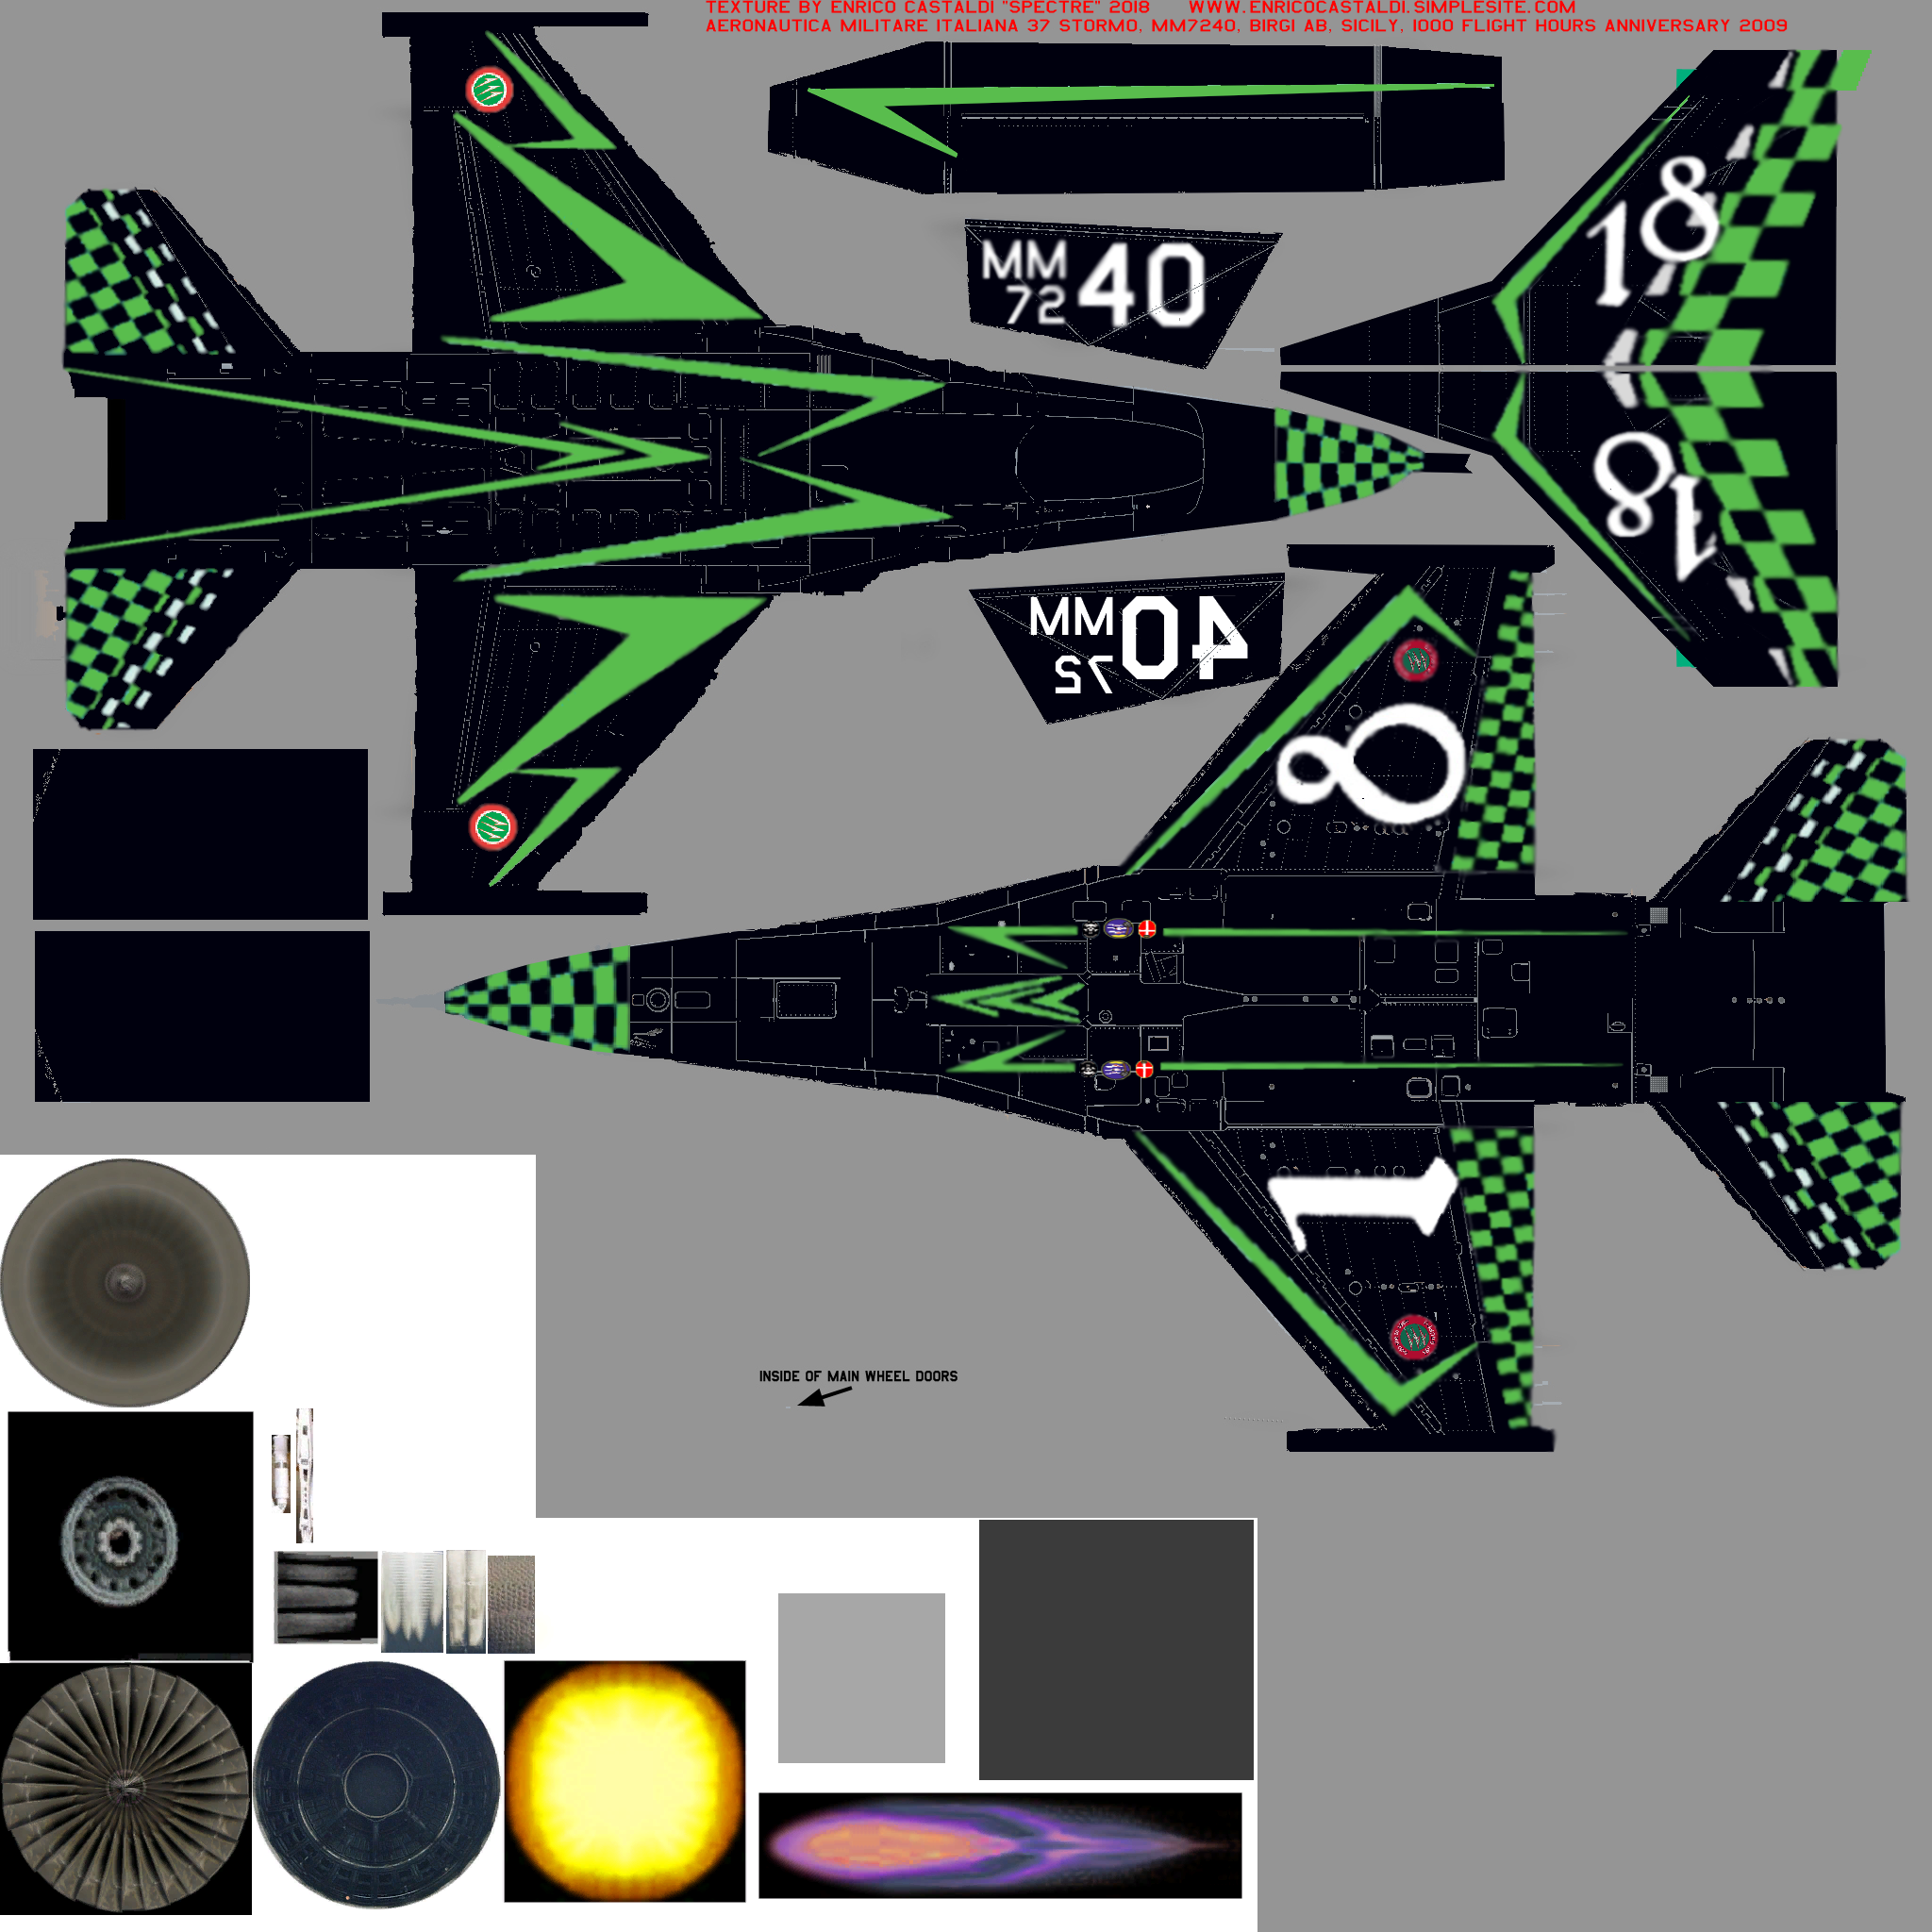 TEXTURE BY ENRICO CASTALDI "SPECTRE" 2018 WWW.ENRICOCASTALDI.SIMPLESITE.COM
AERONAUTICA MILITARE ITALIANA 37 STORMO, MM7240, BIRGI AB, SICILY, 1000 FLIGHT HOURS ANNIVERSARY 2009
18
MM 40
72
18
MM 40
72
8
1
INSIDE OF MAIN WHEEL DOORS